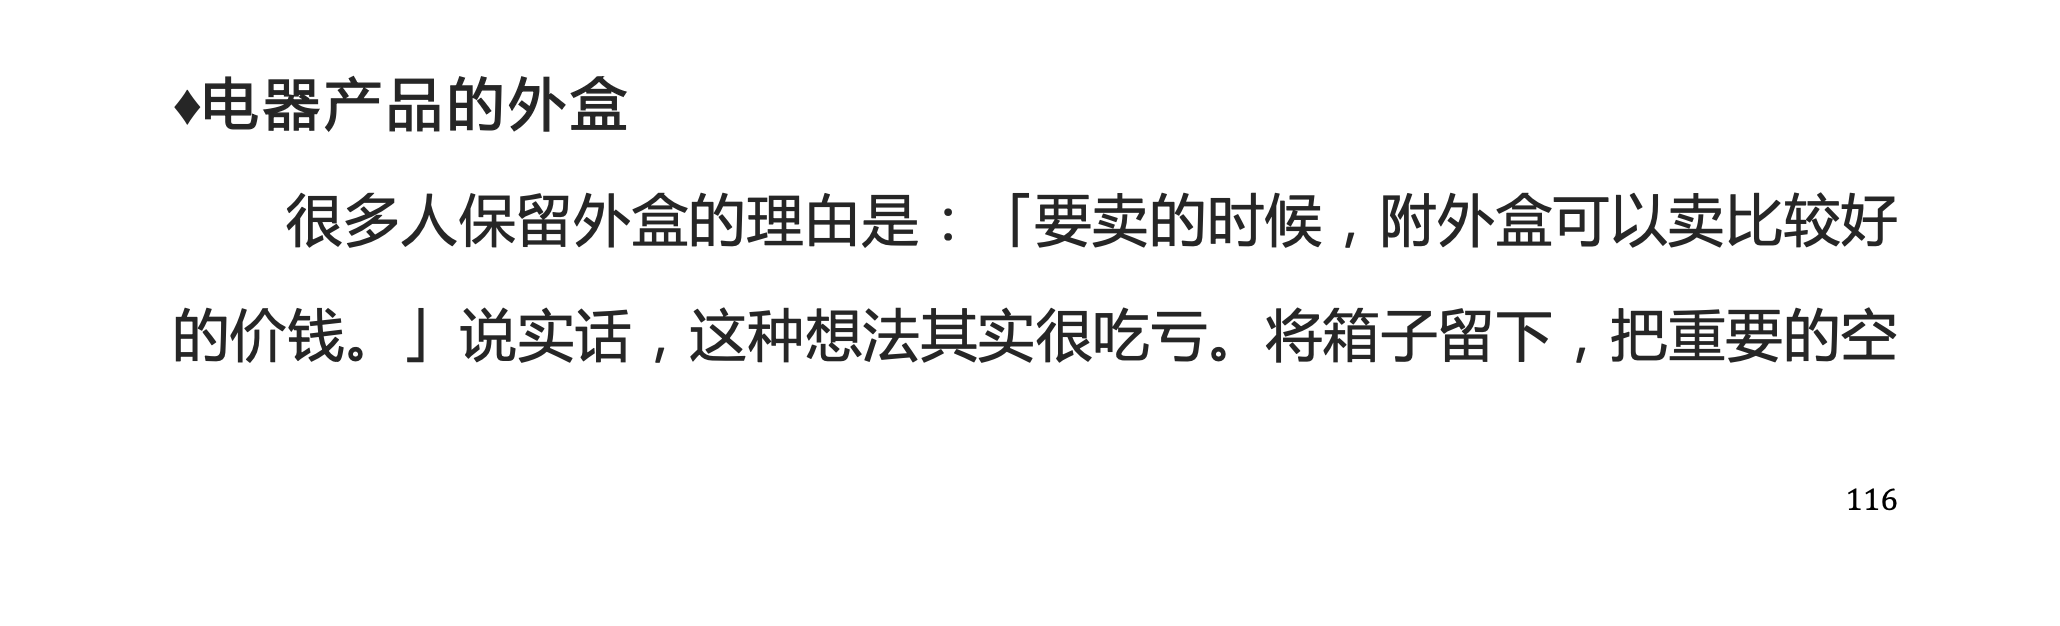 ♦电器产品的外盒
很多人保留外盒的理由是：「要卖的时候，附外盒可以卖比较好
的价钱。」说实话，这种想法其实很吃亏。将箱子留下，把重要的空
116